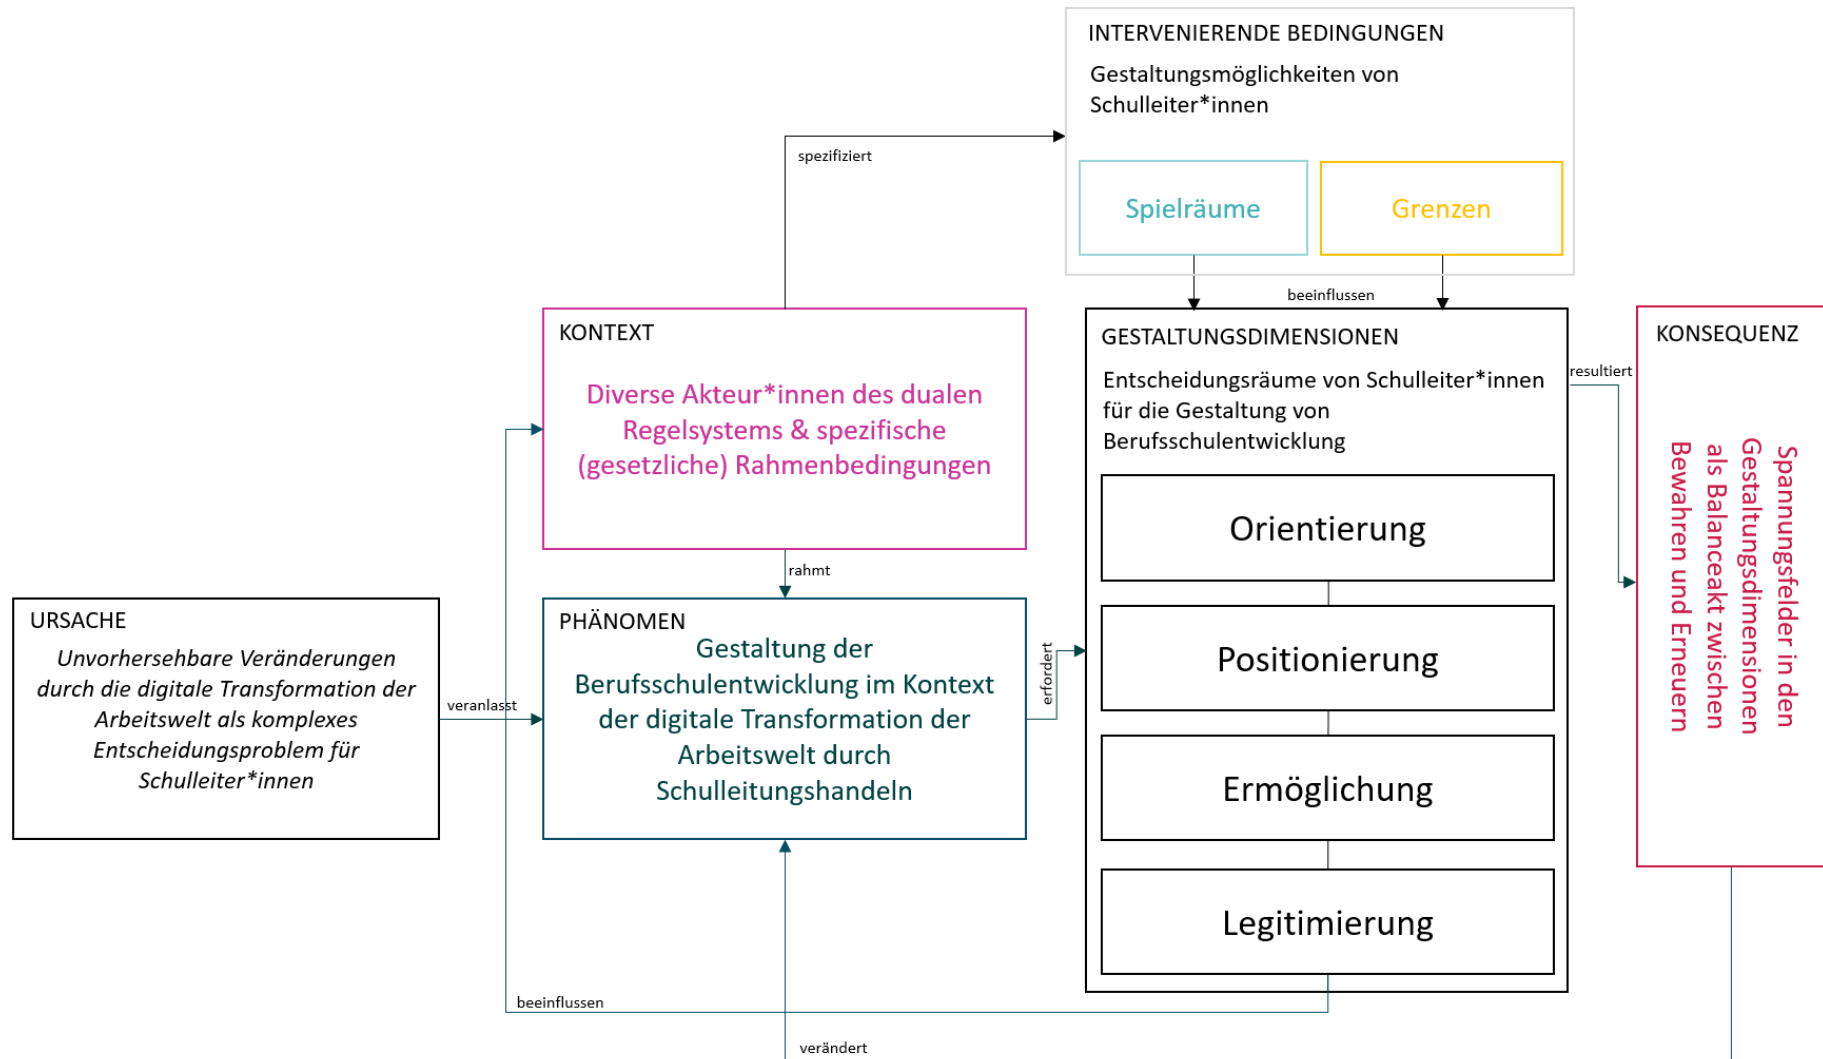 INTERVENIERENDE BEDINGUNGEN
Gestaltungsmöglichkeiten von
Schulleiter*innen
Spielräume
Grenzen
spezifiziert
beeinflussen
KONTEXT
Diverse Akteur*innen des dualen
Regelsystems & spezifische
(gesetzliche) Rahmenbedingungen
rahmt
URSACHE
Unvorhersehbare Veränderungen
durch die digitale Transformation der
Arbeitswelt als komplexes
Entscheidungsproblem für
Schulleiter*innen
veranlasst
PHÄNOMEN
Gestaltung der
Berufsschulentwicklung im Kontext
der digitale Transformation der
Arbeitswelt durch
Schulleitungshandeln
erfordert
GESTALTUNGSDIMENSIONEN
Entscheidungsräume von Schulleiter*innen
für die Gestaltung von
Berufsschulentwicklung
Orientierung
Positionierung
Ermöglichung
Legitimierung
resultiert
KONSEQUENZ
Spannungsfelder in den
Gestaltungsdimensionen
als Balanceakt zwischen
Bewahren und Erneuern
beeinflussen
verändert